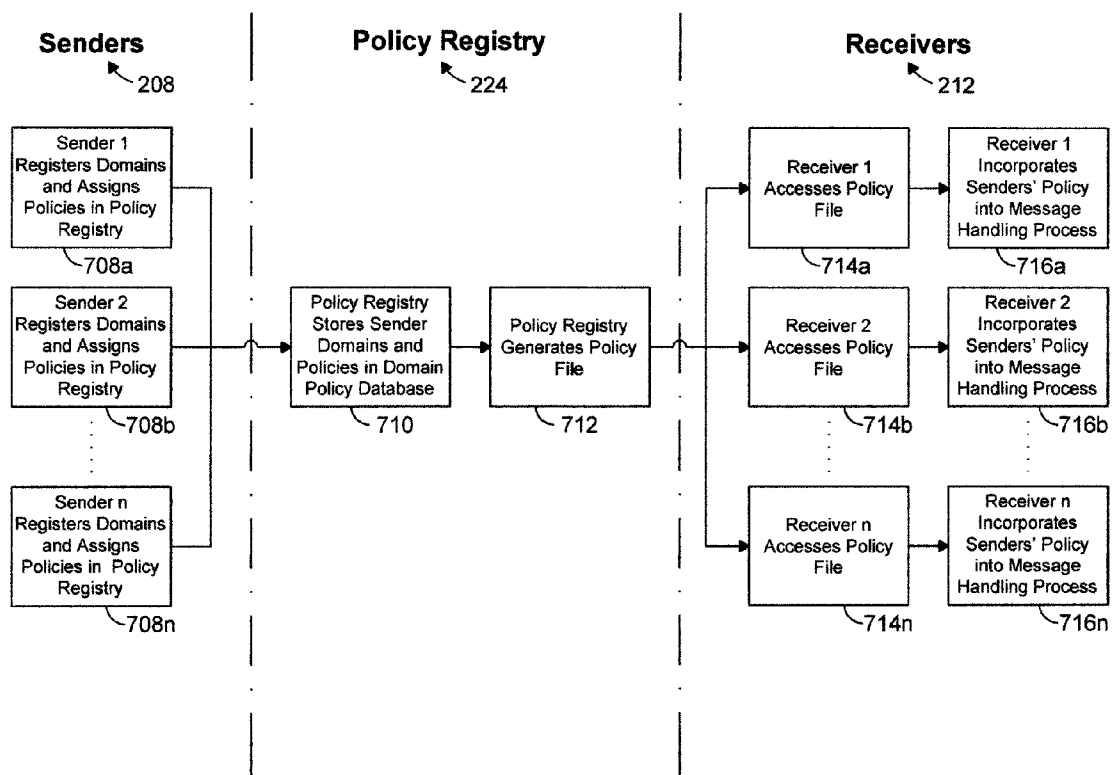 Senders
208
Policy Registry
224
Receivers
212
Sender 1
Registers Domains
and Assigns
Policies in Policy
Registry
708a
Sender 2
Registers Domains
and Assigns
Policies in Policy
Registry
708b
Sender n
Registers Domains
and Assigns
Policies in Policy
Registry
708n
Policy Registry
Stores Sender
Domains and
Policies in Domain
Policy Database
710
Policy Registry
Generates Policy
File
712
Receiver 1
Accesses Policy
File
714a
Receiver 1
Incorporates
Senders' Policy
into Message
Handling Process
716a
Receiver 2
Accesses Policy
File
714b
Receiver 2
Incorporates
Senders' Policy
into Message
Handling Process
716b
Receiver n
Accesses Policy
File
714n
Receiver n
Incorporates
Senders' Policy
into Message
Handling Process
716n